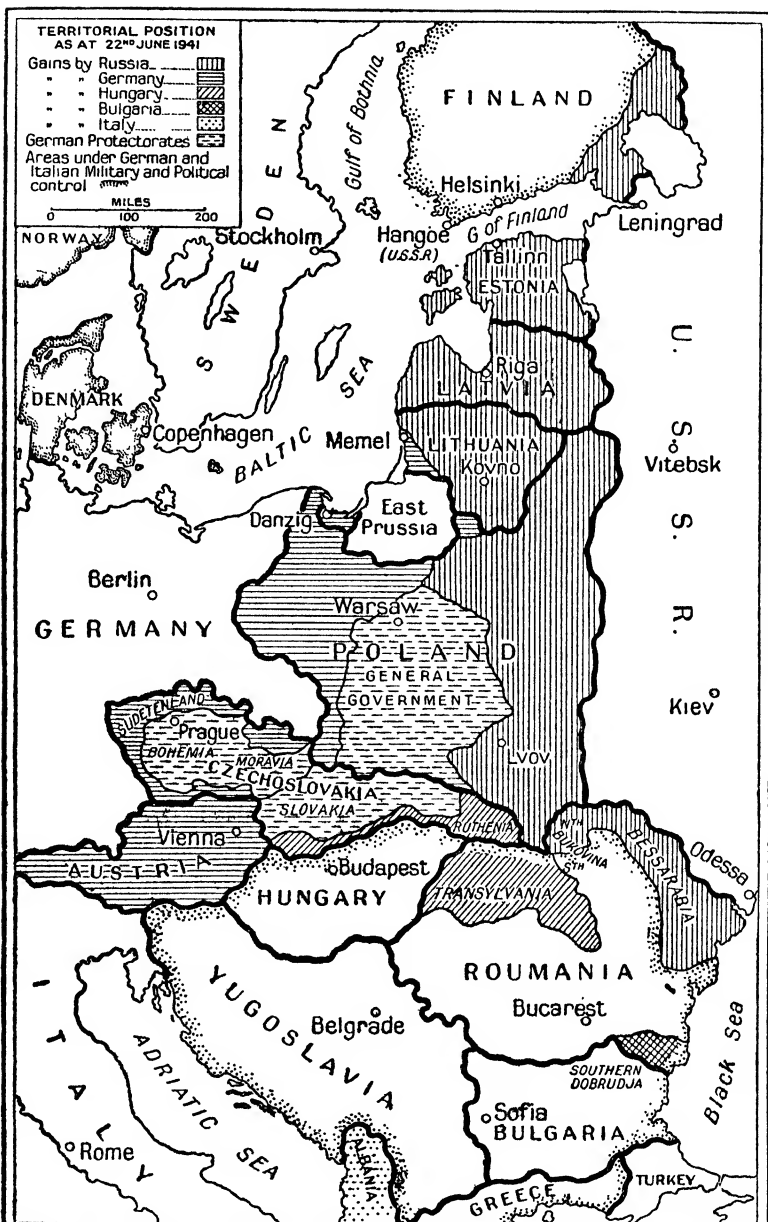 TERRITORIAL POSITION
AS AT 22ND JUNE 1941
Gains by Russia
" " Germany
" " Hungary
" " Bulgaria
" " Italy
German Protectorates
Areas under German and
Italian Military and Political
control
MILES
0 100 200
NORWAY
SWEDEN
Stockholm
Gulf of Bothnia
FINLAND
Helsinki
Hangöe
(U.S.S.R)
G of Finland
Leningrad
Tallinn
ESTONIA
U. S. S. R.
Riga
LATVIA
BALTIC SEA
DENMARK
Copenhagen
Memel
LITHUANIA
Kovno
Vitebsk
Danzig
East
Prussia
Berlin
GERMANY
Warsaw
POLAND
GENERAL
GOVERNMENT
Kiev
Lvov
SUDETENLAND
Prague
BOHEMIA
MORAVIA
CZECHOSLOVAKIA
SLOVAKIA
RUTHENIA
Vienna
AUSTRIA
Budapest
HUNGARY
TRANSYLVANIA
NTH
BUKOVINA
STH
BESSARABIA
Odessa
ROUMANIA
Bucarest
YUGOSLAVIA
Belgrade
ITALY
ADRIATIC SEA
Rome
ALBANIA
SOUTHERN
DOBRUDJA
Black Sea
Sofia
BULGARIA
GREECE
TURKEY